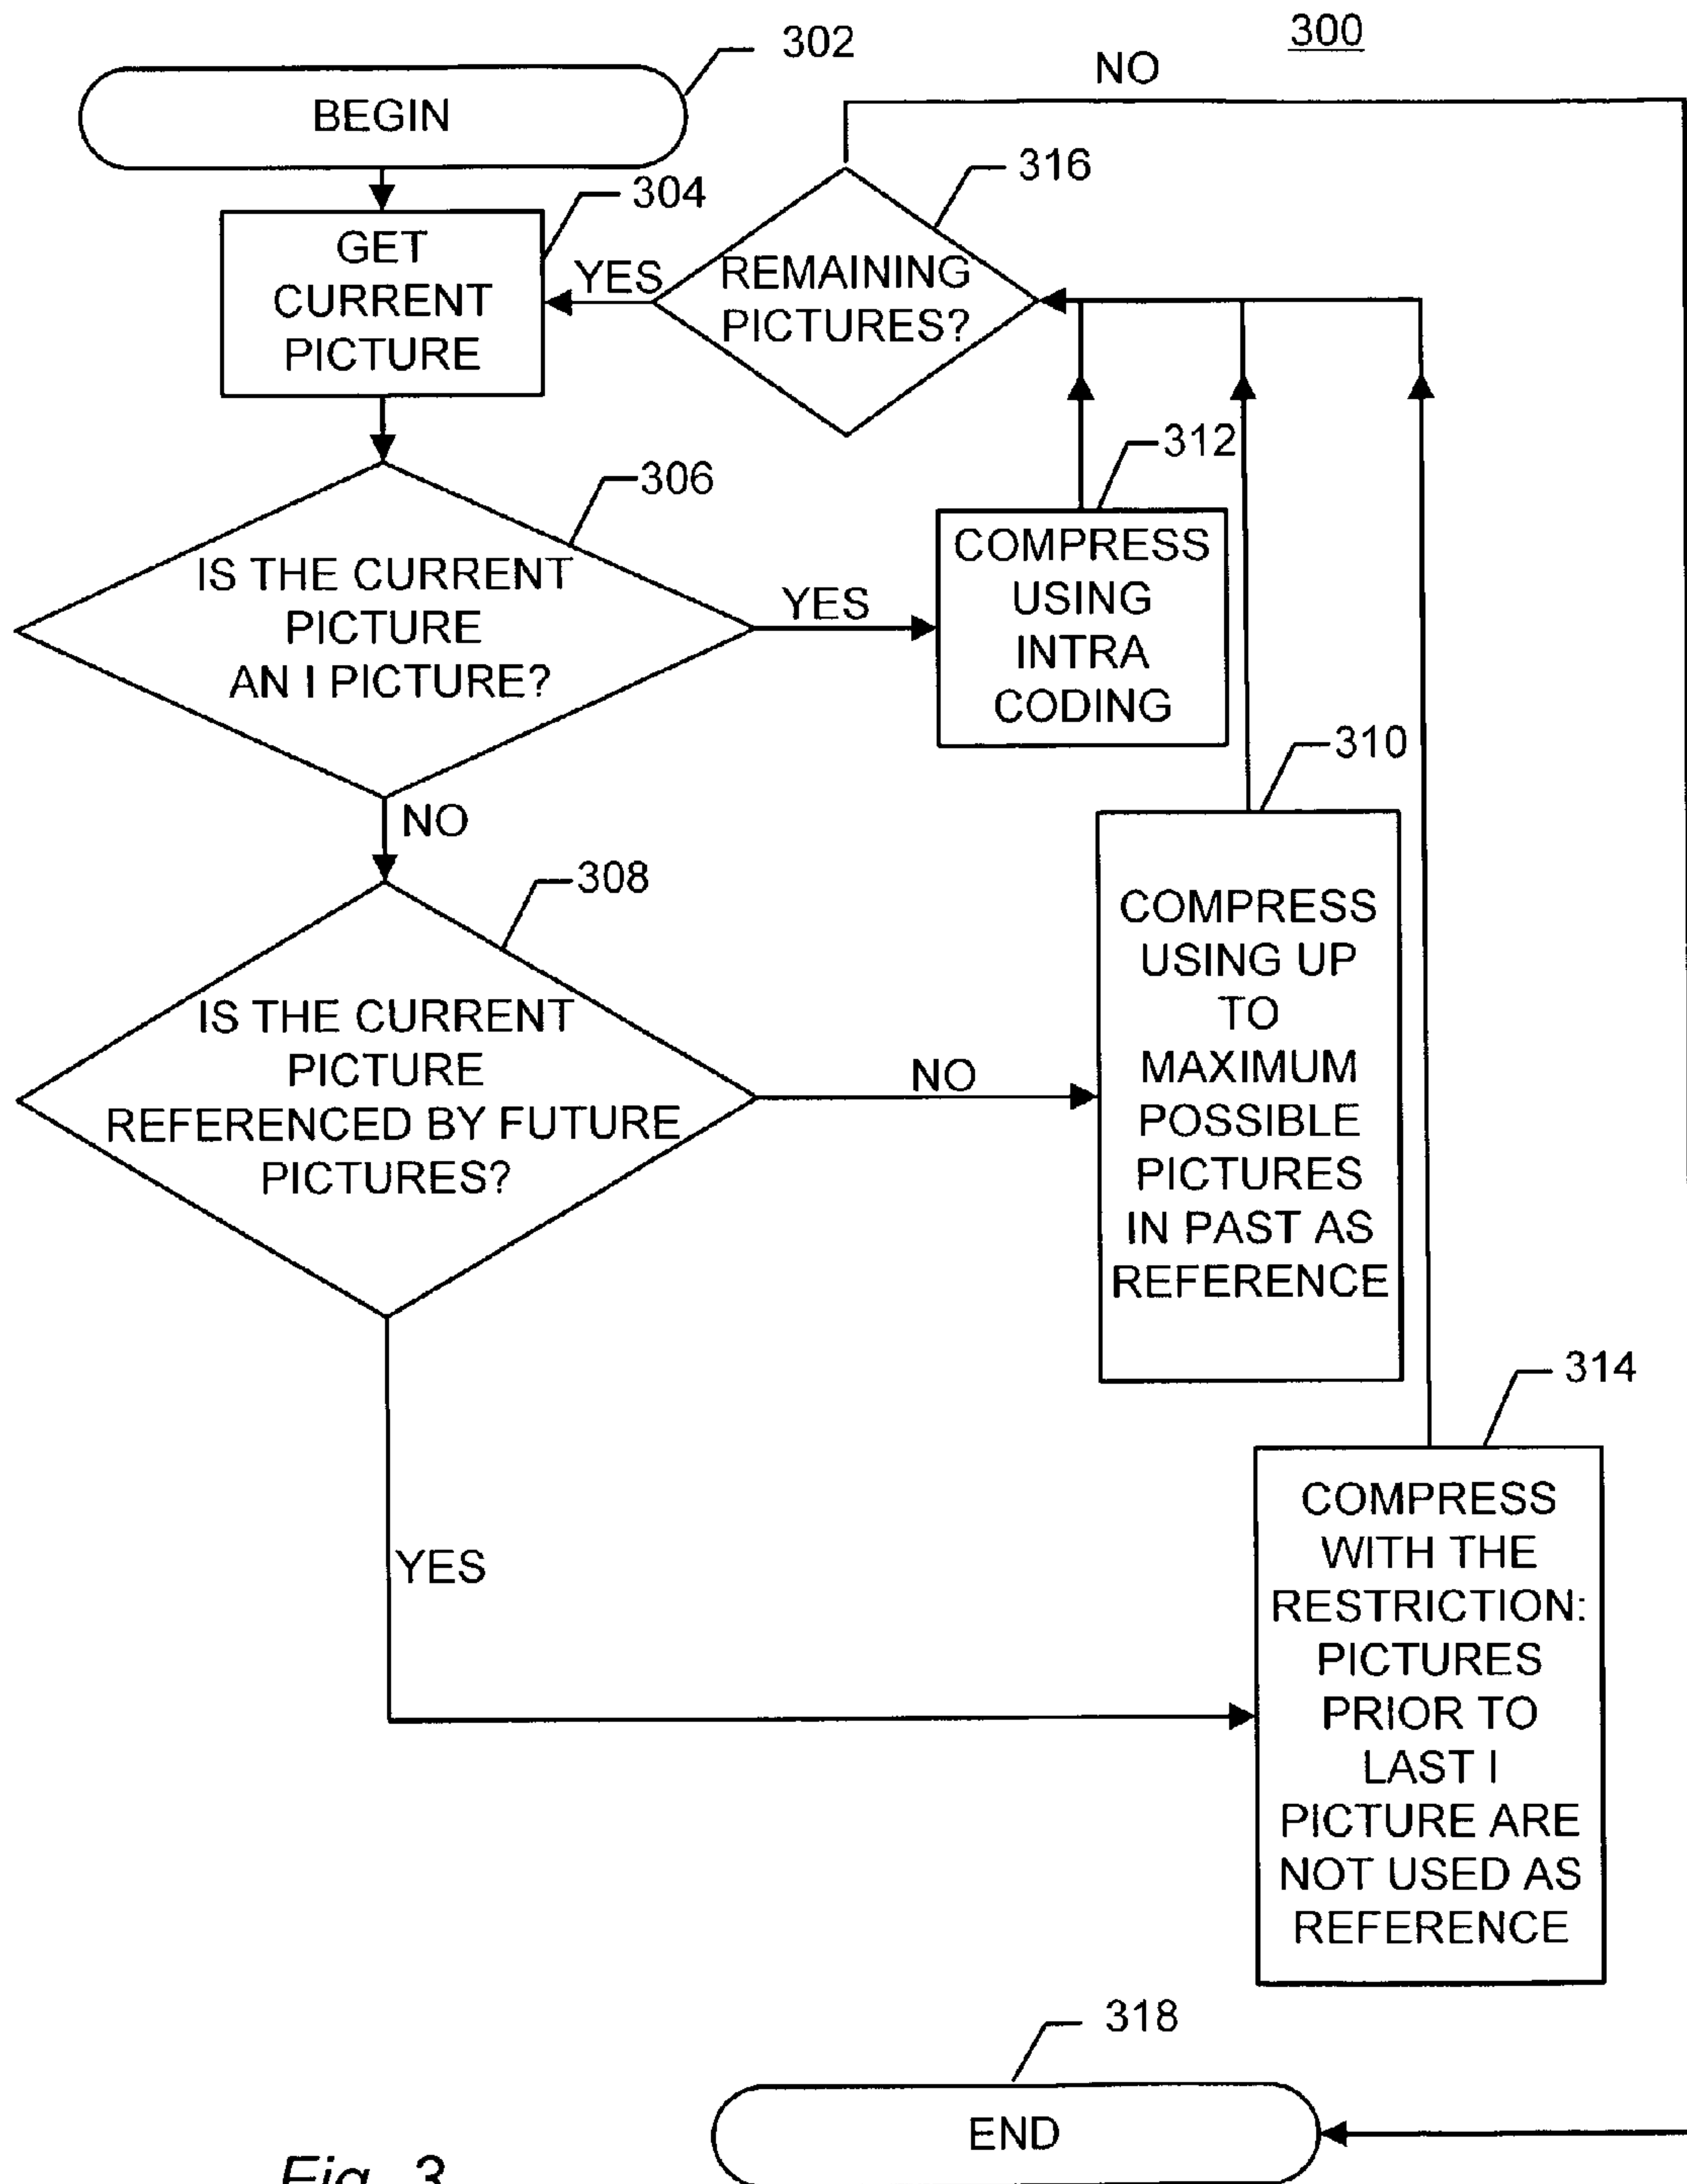 300
302
BEGIN
NO
304
GET
CURRENT
PICTURE
316
YES
REMAINING
PICTURES?
306
IS THE CURRENT
PICTURE
AN I PICTURE?
YES
312
COMPRESS
USING
INTRA
CODING
NO
308
IS THE CURRENT
PICTURE
REFERENCED BY FUTURE
PICTURES?
NO
310
COMPRESS
USING UP
TO
MAXIMUM
POSSIBLE
PICTURES
IN PAST AS
REFERENCE
YES
314
COMPRESS
WITH THE
RESTRICTION:
PICTURES
PRIOR TO
LAST I
PICTURE ARE
NOT USED AS
REFERENCE
318
END
Fig. 3